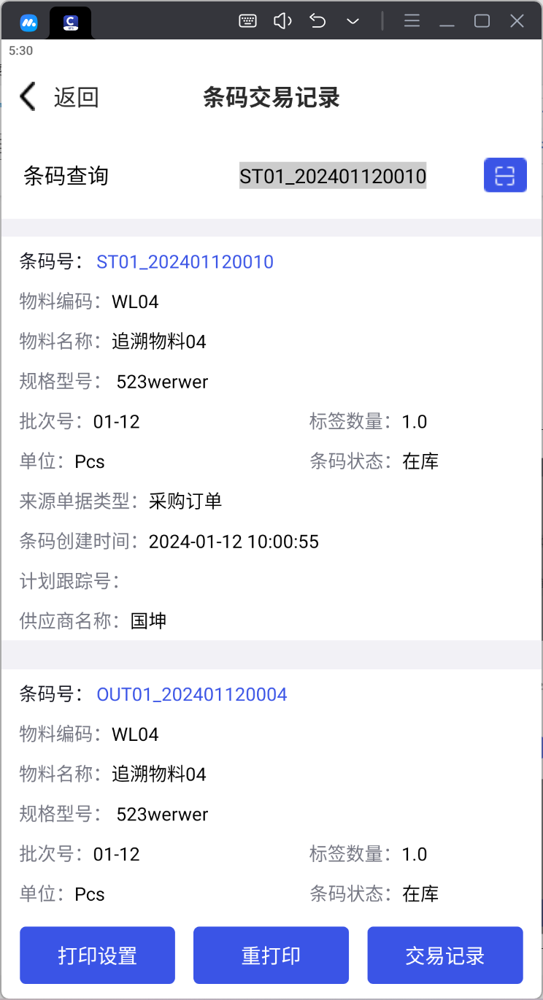 5:30
返回 条码交易记录
条码查询 ST01_202401120010
条码号： ST01_202401120010
物料编码：WL04
物料名称：追溯物料04
规格型号： 523werwer
批次号：01-12 标签数量：1.0
单位：Pcs 条码状态：在库
来源单据类型：采购订单
条码创建时间：2024-01-12 10:00:55
计划跟踪号：
供应商名称：国坤
条码号： OUT01_202401120004
物料编码：WL04
物料名称：追溯物料04
规格型号： 523werwer
批次号：01-12 标签数量：1.0
单位：Pcs 条码状态：在库
打印设置 重打印 交易记录